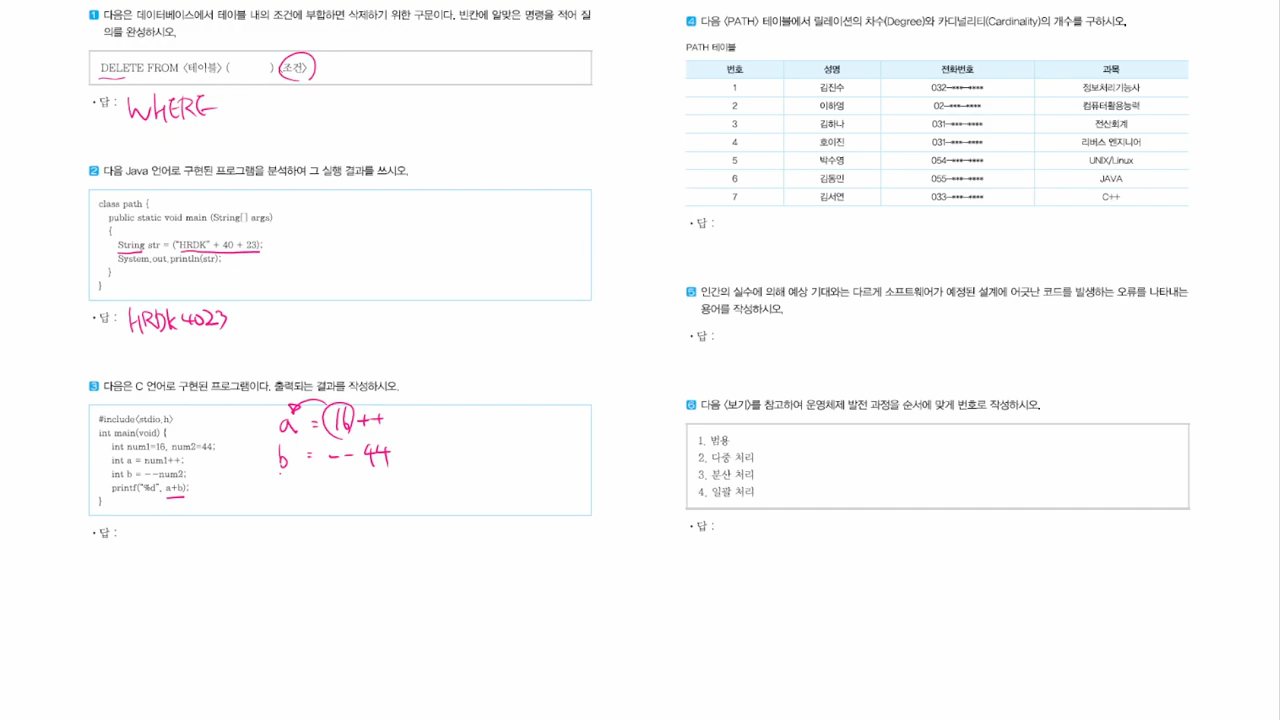 1 다음은 데이터베이스에서 테이블 내의 조건에 부합하면 삭제하기 위한 구문이다. 빈칸에 알맞은 명령을 적어 질
의를 완성하시오.
DELETE FROM 〈테이블〉 (          ) 〈조건〉
• 답 : WHERE
2 다음 Java 언어로 구현된 프로그램을 분석하여 그 실행 결과를 쓰시오.
class path {
public static void main (String[ ] args)
{
String str = ("HRDK" + 40 + 23);
System.out.println(str);
}
}
• 답 : HRDK4023
3 다음은 C 언어로 구현된 프로그램이다. 출력되는 결과를 작성하시오.
#include<stdio.h>
int main(void) {
int num1=16, num2=44;
int a = num1++;
int b = --num2;
printf("%d", a+b);
}
a = 16++
b = --44
• 답 :
4 다음 〈PATH〉 테이블에서 릴레이션의 차수(Degree)와 카디널리티(Cardinality)의 개수를 구하시오.
PATH 테이블
번호 성명 전화번호 과목
1 김진수 032-***-**** 정보처리기능사
2 이하영 02-***-**** 컴퓨터활용능력
3 김하나 031-***-**** 전산회계
4 호이진 031-***-**** 리버스 엔지니어
5 박수영 054-***-**** UNIX/Linux
6 김동민 055-***-**** JAVA
7 김서연 033-***-**** C++
• 답 :
5 인간의 실수에 의해 예상 기대와는 다르게 소프트웨어가 예정된 설계에 어긋난 코드를 발생하는 오류를 나타내는
용어를 작성하시오.
• 답 :
6 다음 〈보기〉를 참고하여 운영체제 발전 과정을 순서에 맞게 번호로 작성하시오.
1. 범용
2. 다중 처리
3. 분산 처리
4. 일괄 처리
• 답 :